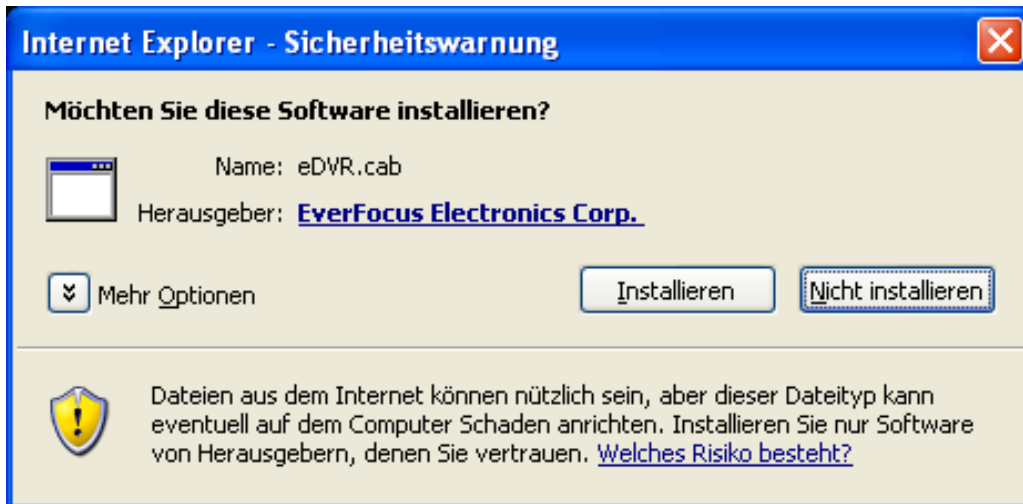 Internet Explorer - Sicherheitswarnung
Möchten Sie diese Software installieren?
Name: eDVR.cab
Herausgeber: EverFocus Electronics Corp.
Mehr Optionen
Installieren
Nicht installieren
Dateien aus dem Internet können nützlich sein, aber dieser Dateityp kann
eventuell auf dem Computer Schaden anrichten. Installieren Sie nur Software
von Herausgebern, denen Sie vertrauen. Welches Risiko besteht?